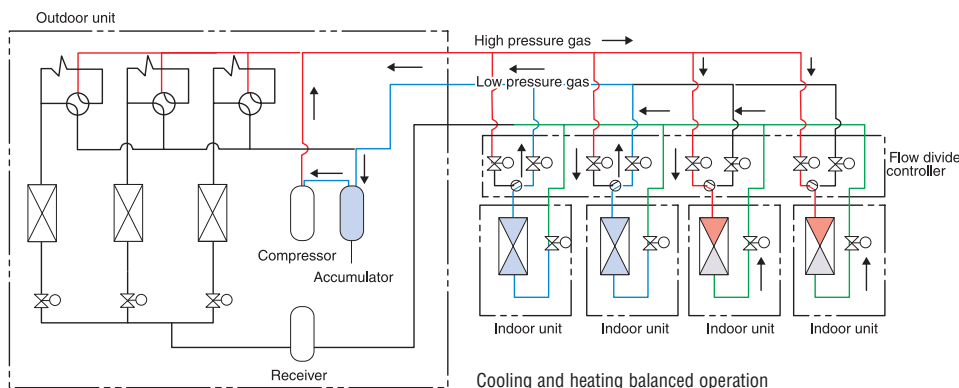 Outdoor unit
High pressure gas
Low pressure gas
Flow divide
controller
Compressor
Accumulator
Receiver
Indoor unit
Indoor unit
Indoor unit
Indoor unit
Cooling and heating balanced operation